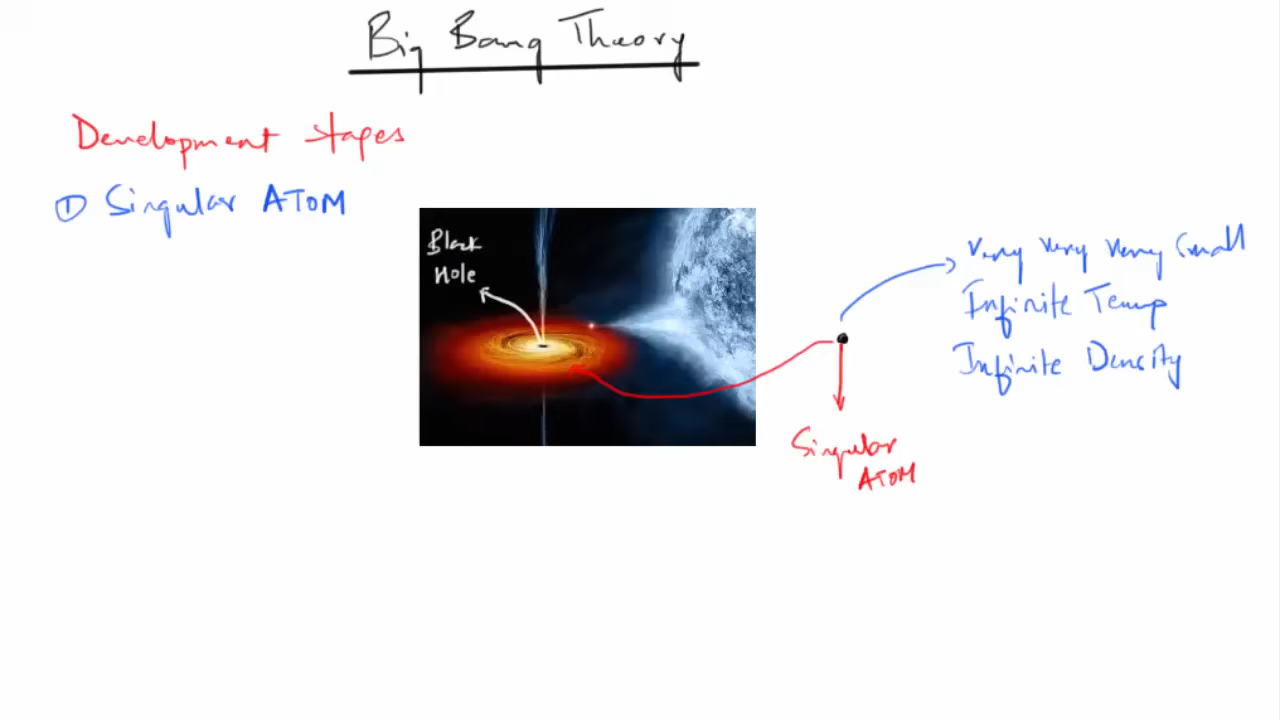 Big Bang Theory
Development stages
① Singular ATOM
Black
Hole
Very very very small
Infinite Temp
Infinite Density
Singular
ATOM